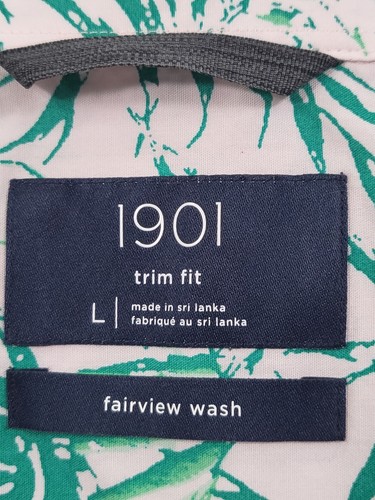 1901
trim fit
L
made in sri lanka
fabriqué au sri lanka
fairview wash